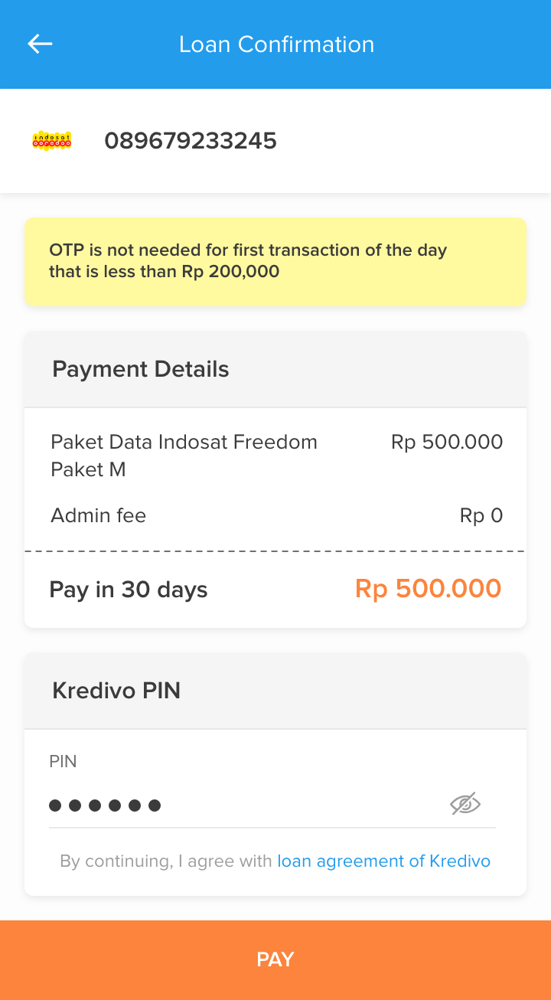 Loan Confirmation
indosat
ooredoo
089679233245
OTP is not needed for first transaction of the day
that is less than Rp 200,000
Payment Details
Paket Data Indosat Freedom Rp 500.000
Paket M
Admin fee Rp 0
Pay in 30 days Rp 500.000
Kredivo PIN
PIN
By continuing, I agree with loan agreement of Kredivo
PAY